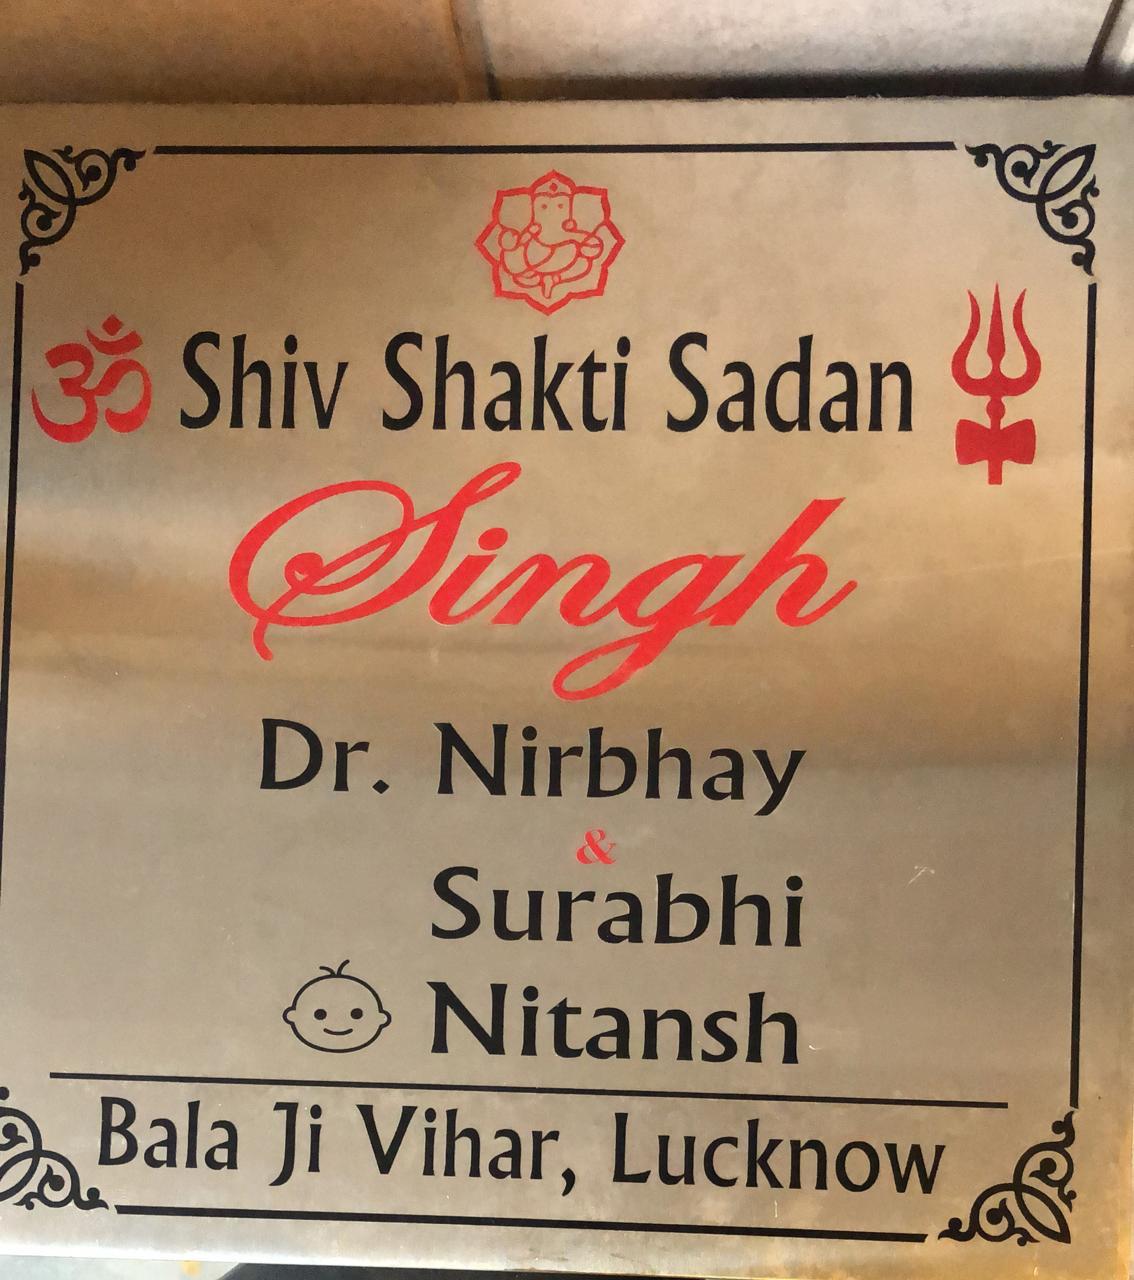 ॐ Shiv Shakti Sadan
Singh
Dr. Nirbhay
&
Surabhi
Nitansh
Bala Ji Vihar, Lucknow